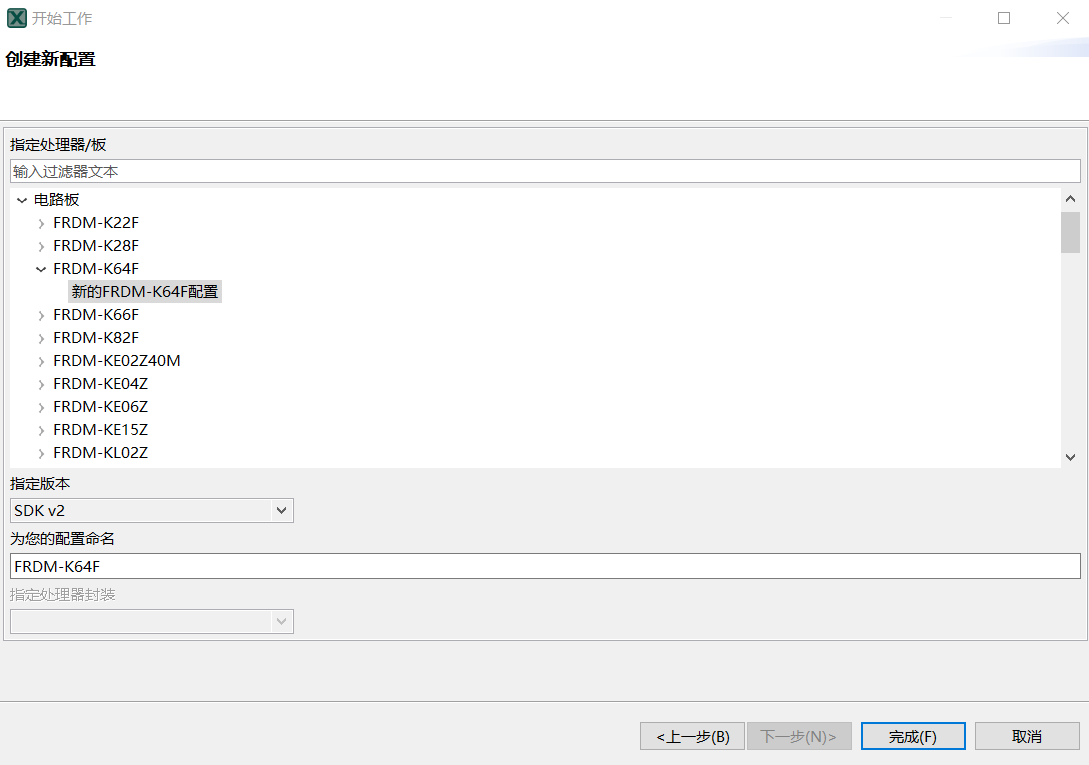 开始工作
创建新配置
指定处理器/板
输入过滤器文本
电路板
FRDM-K22F
FRDM-K28F
FRDM-K64F
新的FRDM-K64F配置
FRDM-K66F
FRDM-K82F
FRDM-KE02Z40M
FRDM-KE04Z
FRDM-KE06Z
FRDM-KE15Z
FRDM-KL02Z
指定版本
SDK v2
为您的配置命名
FRDM-K64F
指定处理器封装
<上一步(B) 下一步(N)> 完成(F) 取消